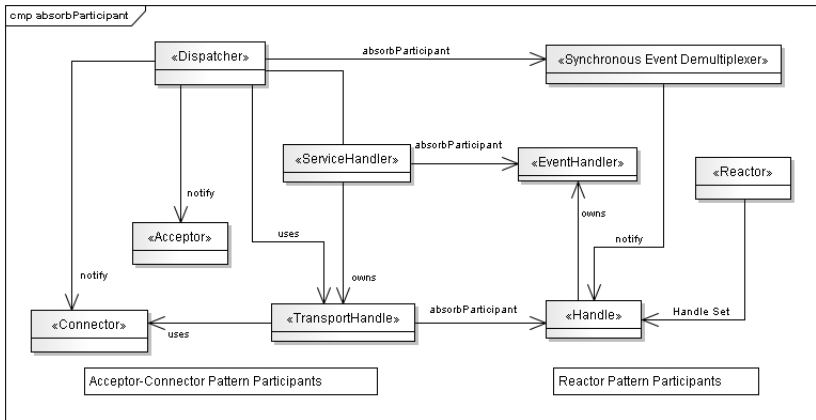 cmp absorbParticipant
«Dispatcher»
absorbParticipant
«Synchronous Event Demultiplexer»
«ServiceHandler»
absorbParticipant
«EventHandler»
«Reactor»
notify
owns
«Acceptor»
uses
notify
notify
owns
«Connector»
uses
«TransportHandle»
absorbParticipant
«Handle»
Handle Set
Acceptor-Connector Pattern Participants
Reactor Pattern Participants